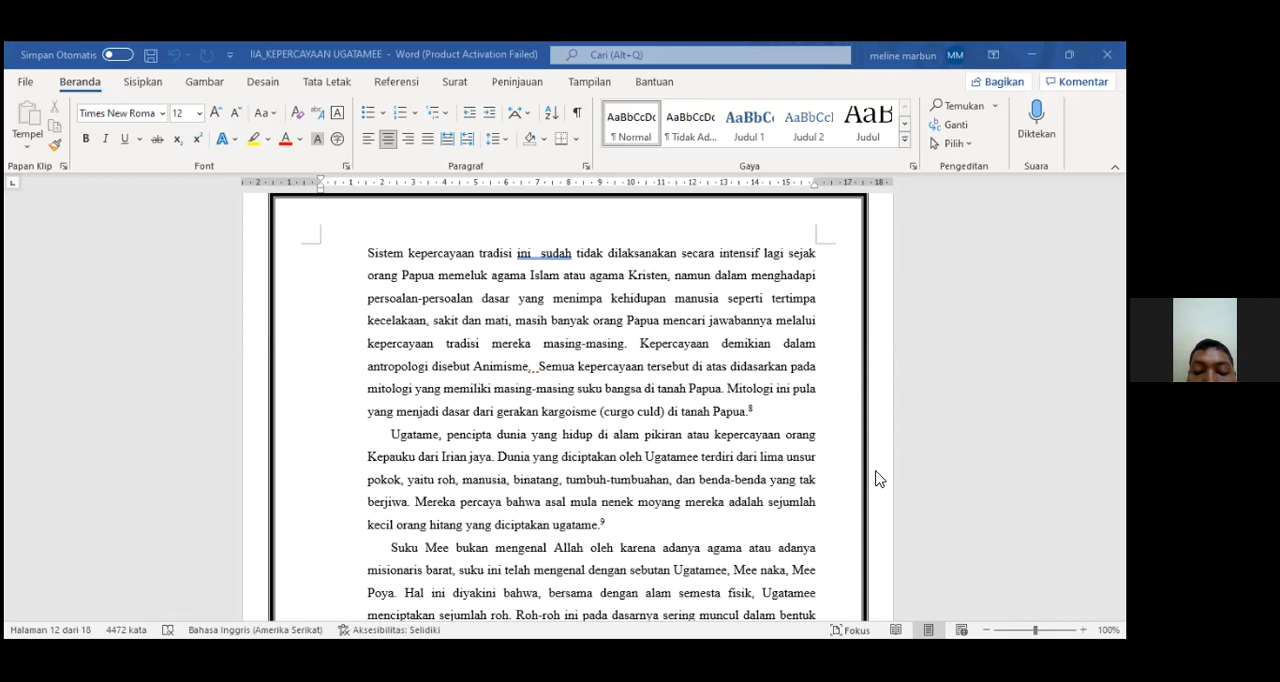 Simpan Otomatis
IIA_KEPERCAYAAN UGATAMEE - Word (Product Activation Failed)
Cari (Alt+Q)
meline marbun MM
File Beranda Sisipkan Gambar Desain Tata Letak Referensi Surat Peninjauan Tampilan Bantuan
Bagikan Komentar
Tempel
Papan Klip
Times New Roma 12
Font
Paragraf
AaBbCcDc AaBbCcDc AaBbC AaBbCcI AaB
¶ Normal ¶ Tidak Ad... Judul 1 Judul 2 Judul
Gaya
Temukan
Ganti
Pilih
Pengeditan
Diktekan
Suara
Sistem kepercayaan tradisi ini sudah tidak dilaksanakan secara intensif lagi sejak
orang Papua memeluk agama Islam atau agama Kristen, namun dalam menghadapi
persoalan-persoalan dasar yang menimpa kehidupan manusia seperti tertimpa
kecelakaan, sakit dan mati, masih banyak orang Papua mencari jawabannya melalui
kepercayaan tradisi mereka masing-masing. Kepercayaan demikian dalam
antropologi disebut Animisme, Semua kepercayaan tersebut di atas didasarkan pada
mitologi yang memiliki masing-masing suku bangsa di tanah Papua. Mitologi ini pula
yang menjadi dasar dari gerakan kargoisme (curgo culd) di tanah Papua.8
Ugatame, pencipta dunia yang hidup di alam pikiran atau kepercayaan orang
Kepauku dari Irian jaya. Dunia yang diciptakan oleh Ugatamee terdiri dari lima unsur
pokok, yaitu roh, manusia, binatang, tumbuh-tumbuahan, dan benda-benda yang tak
berjiwa. Mereka percaya bahwa asal mula nenek moyang mereka adalah sejumlah
kecil orang hitang yang diciptakan ugatame.9
Suku Mee bukan mengenal Allah oleh karena adanya agama atau adanya
misionaris barat, suku ini telah mengenal dengan sebutan Ugatamee, Mee naka, Mee
Poya. Hal ini diyakini bahwa, bersama dengan alam semesta fisik, Ugatamee
menciptakan sejumlah roh. Roh-roh ini pada dasarnya sering muncul dalam bentuk
Halaman 12 dari 18 4472 kata Bahasa Inggris (Amerika Serikat) Aksesibilitas: Selidiki Fokus 100%